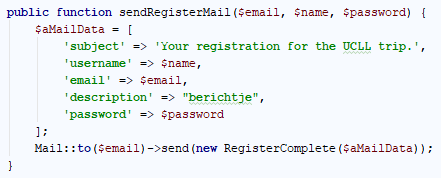 public function sendRegisterMail($email, $name, $password) {
    $aMailData = [
        'subject' => 'Your registration for the UCLL trip.',
        'username' => $name,
        'email' => $email,
        'description' => "berichtje",
        'password' => $password
    ];
    Mail::to($email)->send(new RegisterComplete($aMailData));
}